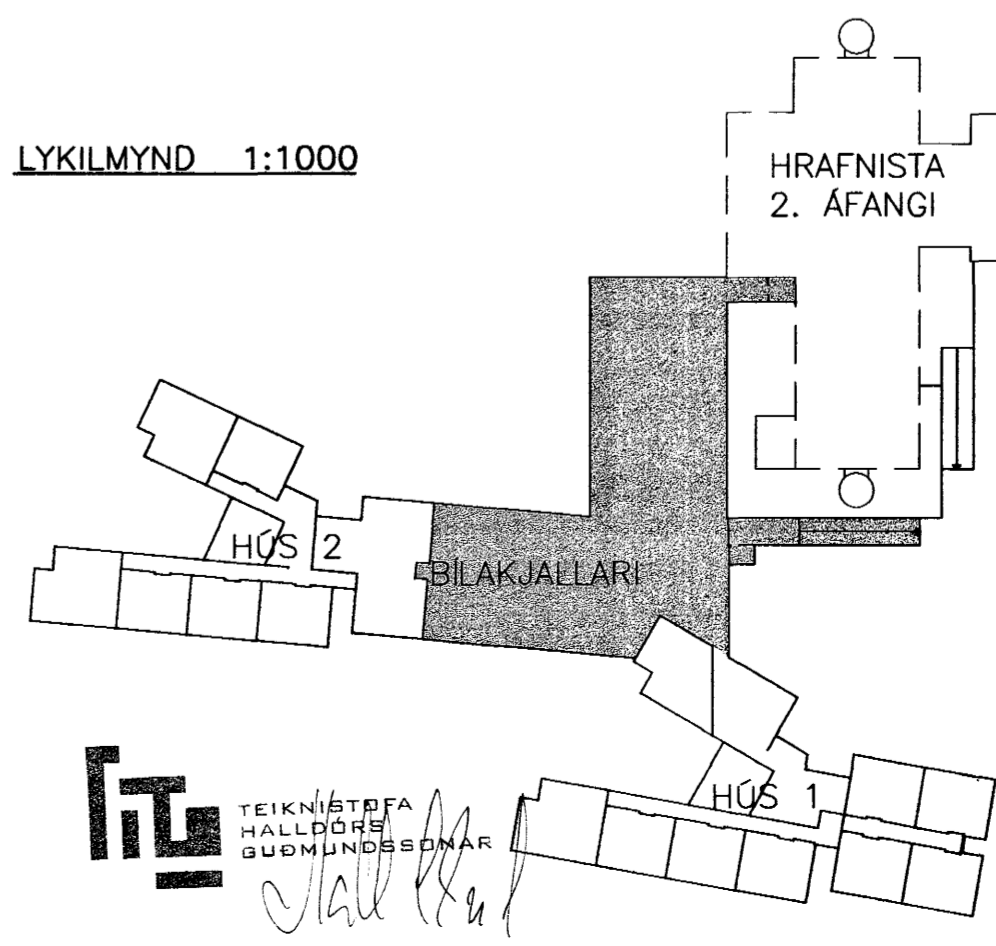 LYKILMYND 1:1000
HRAFNISTA
2. ÁFANGI
HÚS 2
BÍLAKJALLARI
HÚS 1
TEIKNISTOFA
HALLDÓRS
GUÐMUNDSSONAR